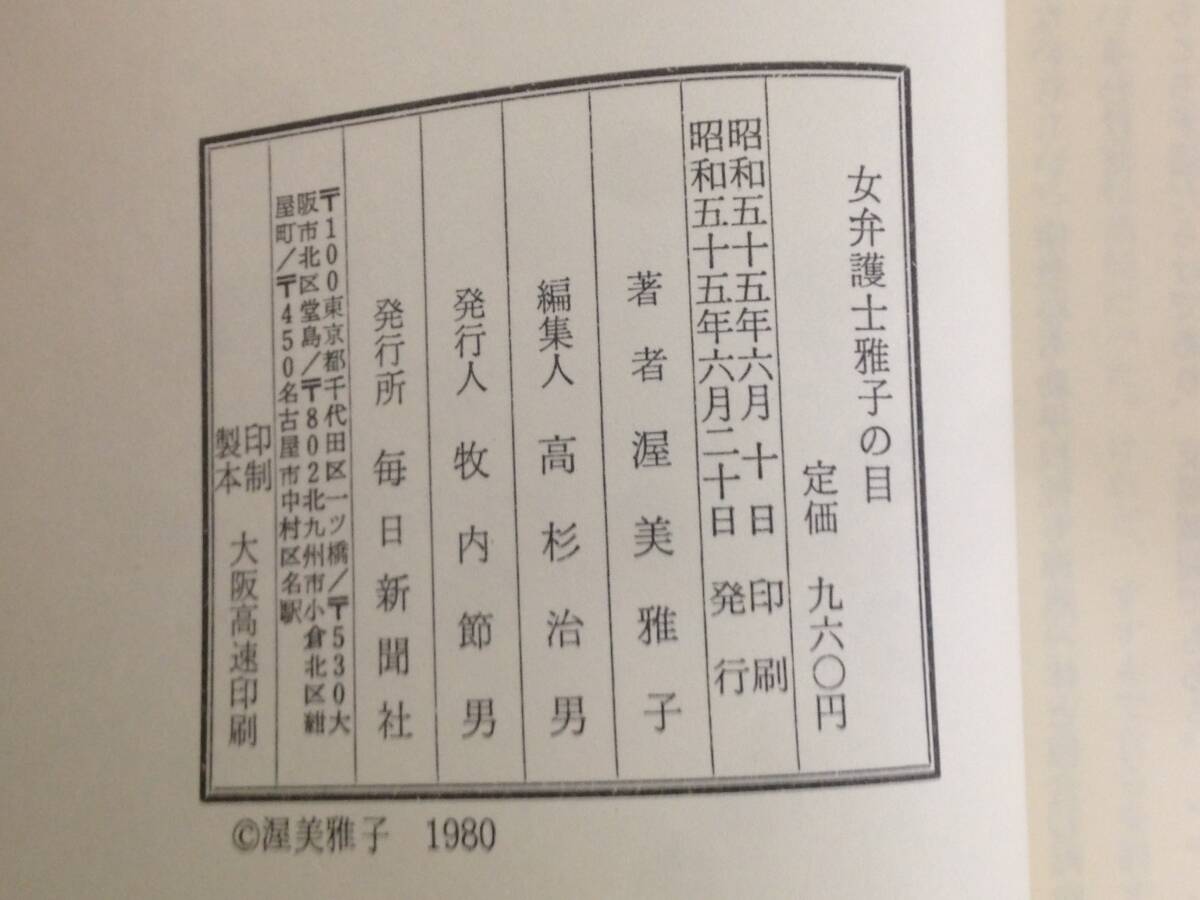 女弁護士雅子の目
定価 九六〇円
昭和五十五年六月十日 印刷
昭和五十五年六月二十日 発行
著者 渥美雅子
編集人 高杉治男
発行人 牧内節男
発行所 毎日新聞社
〒100東京都千代田区一ツ橋／〒530大
阪市北区堂島／〒802北九州市小倉北区紺
屋町／〒450名古屋市中村区名駅
印制
製本 大阪高速印刷
©渥美雅子 1980